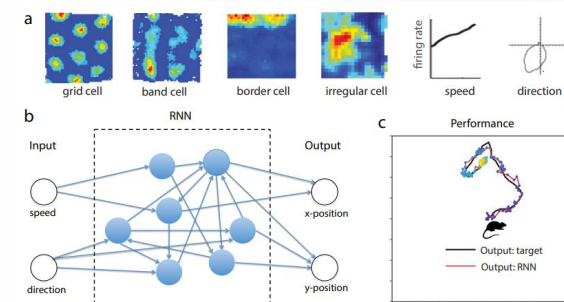 a
grid cell
band cell
border cell
irregular cell
firing rate
speed
direction
b
RNN
Input
Output
speed
direction
x-position
y-position
c
Performance
Output: target
Output: RNN